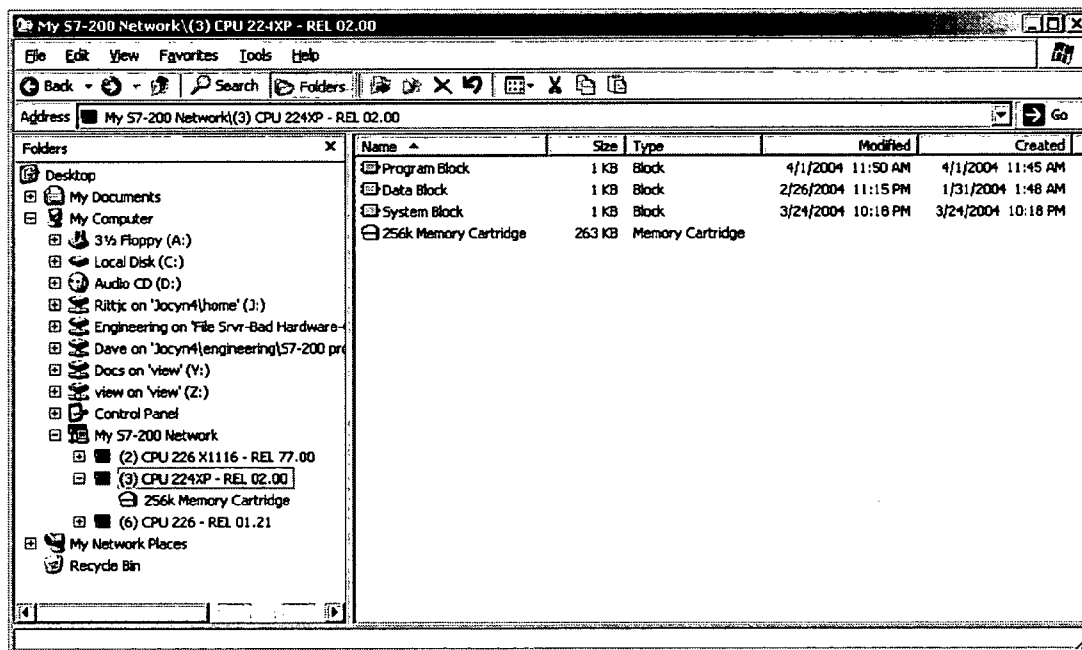 My S7-200 Network\(3) CPU 224XP - REL 02.00
File Edit View Favorites Tools Help
Back Search Folders
Address My S7-200 Network\(3) CPU 224XP - REL 02.00 Go
Folders x Name Size Type Modified Created
Program Block 1 KB Block 4/1/2004 11:50 AM 4/1/2004 11:45 AM
Data Block 1 KB Block 2/26/2004 11:15 PM 1/31/2004 1:48 AM
System Block 1 KB Block 3/24/2004 10:18 PM 3/24/2004 10:18 PM
256k Memory Cartridge 263 KB Memory Cartridge
Desktop
My Documents
My Computer
3½ Floppy (A:)
Local Disk (C:)
Audio CD (D:)
Rittjc on 'Jocyn4\home' (J:)
Engineering on 'File Srvr-Bad Hardware-
Dave on 'Jocyn4\engineering\S7-200 pro
Docs on 'view' (Y:)
view on 'view' (Z:)
Control Panel
My S7-200 Network
(2) CPU 226 X1116 - REL 77.00
(3) CPU 224XP - REL 02.00
256k Memory Cartridge
(6) CPU 226 - REL 01.21
My Network Places
Recycle Bin